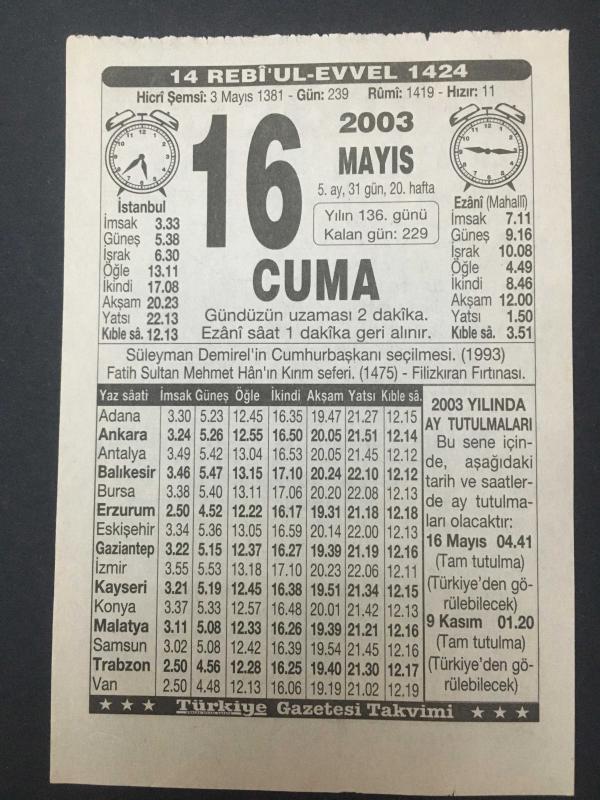 14 REBÎ'UL-EVVEL 1424
Hicrî Şemsî: 3 Mayıs 1381 - Gün: 239 Rûmî: 1419 - Hızır: 11
16
2003
MAYIS
5. ay, 31 gün, 20. hafta
Yılın 136. günü
Kalan gün: 229
CUMA
Gündüzün uzaması 2 dakîka.
Ezânî sâat 1 dakîka geri alınır.
İstanbul
İmsak 3.33
Güneş 5.38
İşrak 6.30
Öğle 13.11
İkindi 17.08
Akşam 20.23
Yatsı 22.13
Kıble sâ. 12.13
Ezânî (Mahallî)
İmsak 7.11
Güneş 9.16
İşrak 10.08
Öğle 4.49
İkindi 8.46
Akşam 12.00
Yatsı 1.50
Kıble sâ. 3.51
Süleyman Demirel'in Cumhurbaşkanı seçilmesi. (1993)
Fatih Sultan Mehmet Hân'ın Kırım seferi. (1475) - Filizkıran Fırtınası.
Yaz sâati İmsak Güneş Öğle İkindi Akşam Yatsı Kıble sâ.
Adana 3.30 5.23 12.45 16.35 19.47 21.27 12.15
Ankara 3.24 5.26 12.55 16.50 20.05 21.51 12.14
Antalya 3.49 5.42 13.04 16.53 20.05 21.45 12.12
Balıkesir 3.46 5.47 13.15 17.10 20.24 22.10 12.12
Bursa 3.38 5.40 13.11 17.06 20.20 22.08 12.13
Erzurum 2.50 4.52 12.22 16.17 19.31 21.18 12.18
Eskişehir 3.34 5.36 13.05 16.59 20.14 22.00 12.13
Gaziantep 3.22 5.15 12.37 16.27 19.39 21.19 12.16
İzmir 3.55 5.53 13.18 17.10 20.23 22.06 12.11
Kayseri 3.21 5.19 12.45 16.38 19.51 21.34 12.15
Konya 3.37 5.33 12.57 16.48 20.01 21.42 12.13
Malatya 3.11 5.08 12.33 16.26 19.39 21.21 12.16
Samsun 3.02 5.08 12.42 16.39 19.54 21.45 12.16
Trabzon 2.50 4.56 12.28 16.25 19.40 21.30 12.17
Van 2.50 4.48 12.13 16.06 19.19 21.02 12.19
2003 YILINDA
AY TUTULMALARI
Bu sene için-
de, aşağıdaki
tarih ve saatler-
de ay tutulma-
ları olacaktır:
16 Mayıs 04.41
(Tam tutulma)
(Türkiye'den gö-
rülebilecek)
9 Kasım 01.20
(Tam tutulma)
(Türkiye'den gö-
rülebilecek)
Türkiye Gazetesi Takvimi